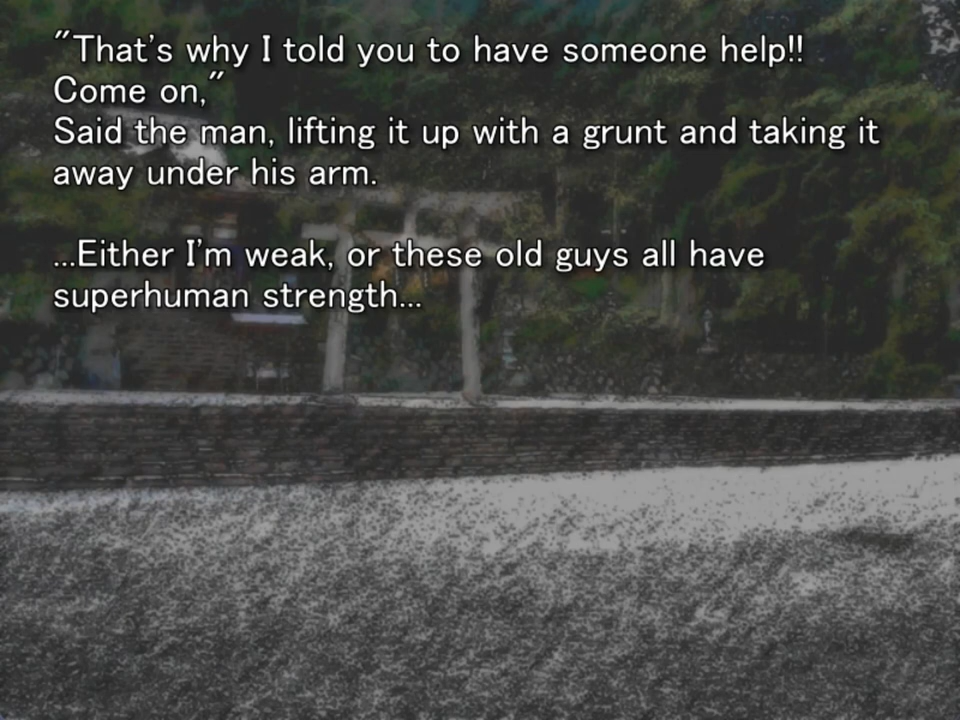 "That's why I told you to have someone help!!
Come on,"
Said the man, lifting it up with a grunt and taking it
away under his arm.
...Either I'm weak, or these old guys all have
superhuman strength...